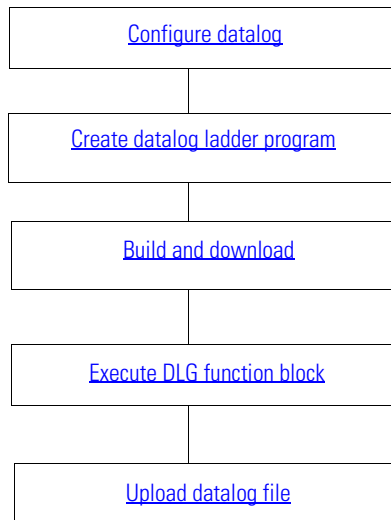 Configure datalog
Create datalog ladder program
Build and download
Execute DLG function block
Upload datalog file